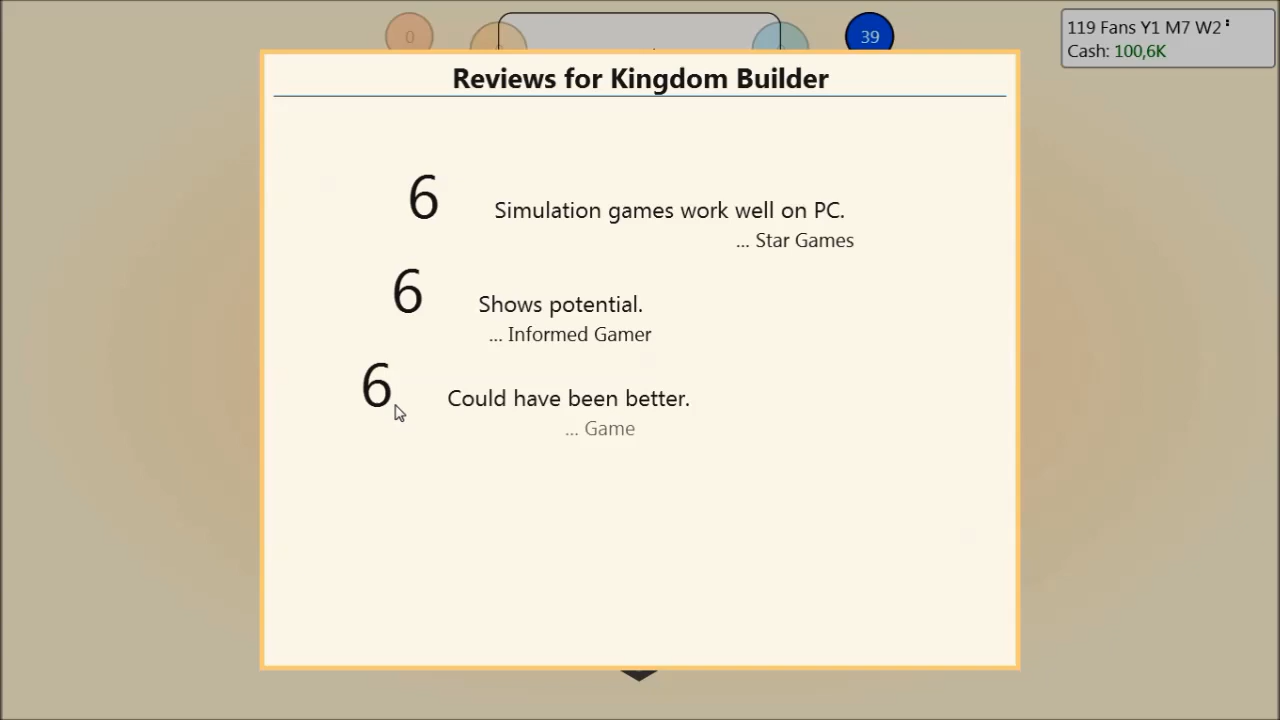 0
39
119 Fans Y1 M7 W2
Cash: 100,6K
Reviews for Kingdom Builder
6 Simulation games work well on PC.
... Star Games
6 Shows potential.
... Informed Gamer
6 Could have been better.
... Game